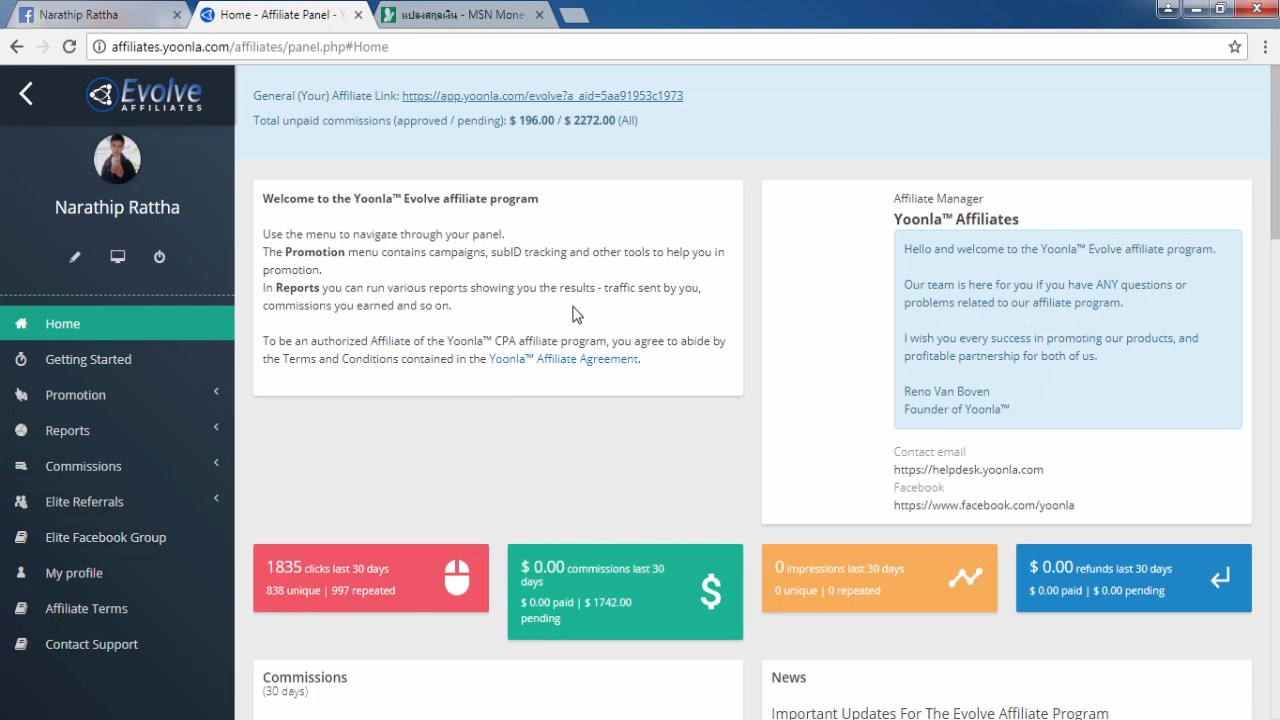 Narathip Rattha
Home - Affiliate Panel - Y
แปลงสกุลเงิน - MSN Mone
affiliates.yoonla.com/affiliates/panel.php#Home
Evolve
AFFILIATES
Narathip Rattha
Home
Getting Started
Promotion
Reports
Commissions
Elite Referrals
Elite Facebook Group
My profile
Affiliate Terms
Contact Support
General (Your) Affiliate Link: https://app.yoonla.com/evolve?a_aid=5aa91953c1973
Total unpaid commissions (approved / pending): $ 196.00 / $ 2272.00 (All)
Welcome to the Yoonla™ Evolve affiliate program
Use the menu to navigate through your panel.
The Promotion menu contains campaigns, subID tracking and other tools to help you in
promotion.
In Reports you can run various reports showing you the results - traffic sent by you,
commissions you earned and so on.
To be an authorized Affiliate of the Yoonla™ CPA affiliate program, you agree to abide by
the Terms and Conditions contained in the Yoonla™ Affiliate Agreement.
Affiliate Manager
Yoonla™ Affiliates
Hello and welcome to the Yoonla™ Evolve affiliate program.
Our team is here for you if you have ANY questions or
problems related to our affiliate program.
I wish you every success in promoting our products, and
profitable partnership for both of us.
Reno Van Boven
Founder of Yoonla™
Contact email
https://helpdesk.yoonla.com
Facebook
https://www.facebook.com/yoonla
1835 clicks last 30 days
838 unique | 997 repeated
$ 0.00 commissions last 30
days
$ 0.00 paid | $ 1742.00
pending
0 impressions last 30 days
0 unique | 0 repeated
$ 0.00 refunds last 30 days
$ 0.00 paid | $ 0.00 pending
Commissions
(30 days)
News
Important Updates For The Evolve Affiliate Program